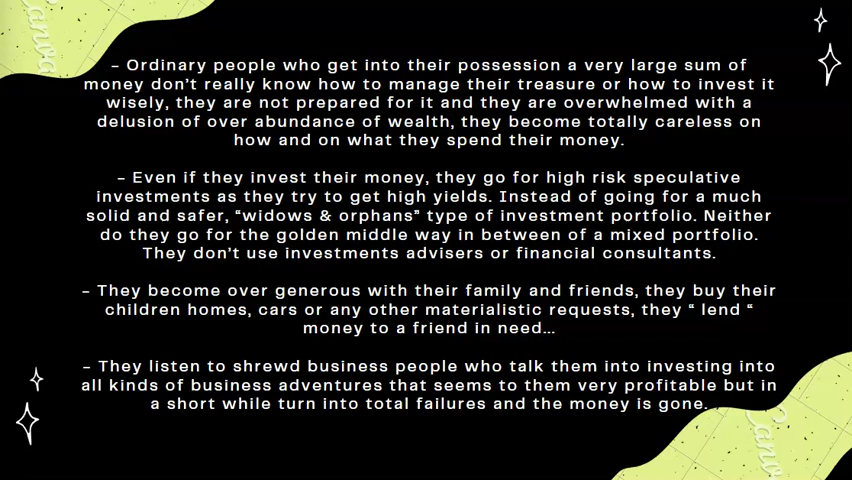 Canva
– Ordinary people who get into their possession a very large sum of
money don't really know how to manage their treasure or how to invest it
wisely, they are not prepared for it and they are overwhelmed with a
delusion of over abundance of wealth, they become totally careless on
how and on what they spend their money.
– Even if they invest their money, they go for high risk speculative
investments as they try to get high yields. Instead of going for a much
solid and safer, “widows & orphans” type of investment portfolio. Neither
do they go for the golden middle way in between of a mixed portfolio.
They don't use investments advisers or financial consultants.
– They become over generous with their family and friends, they buy their
children homes, cars or any other materialistic requests, they “ lend “
money to a friend in need...
– They listen to shrewd business people who talk them into investing into
all kinds of business adventures that seems to them very profitable but in
a short while turn into total failures and the money is gone.
Canva